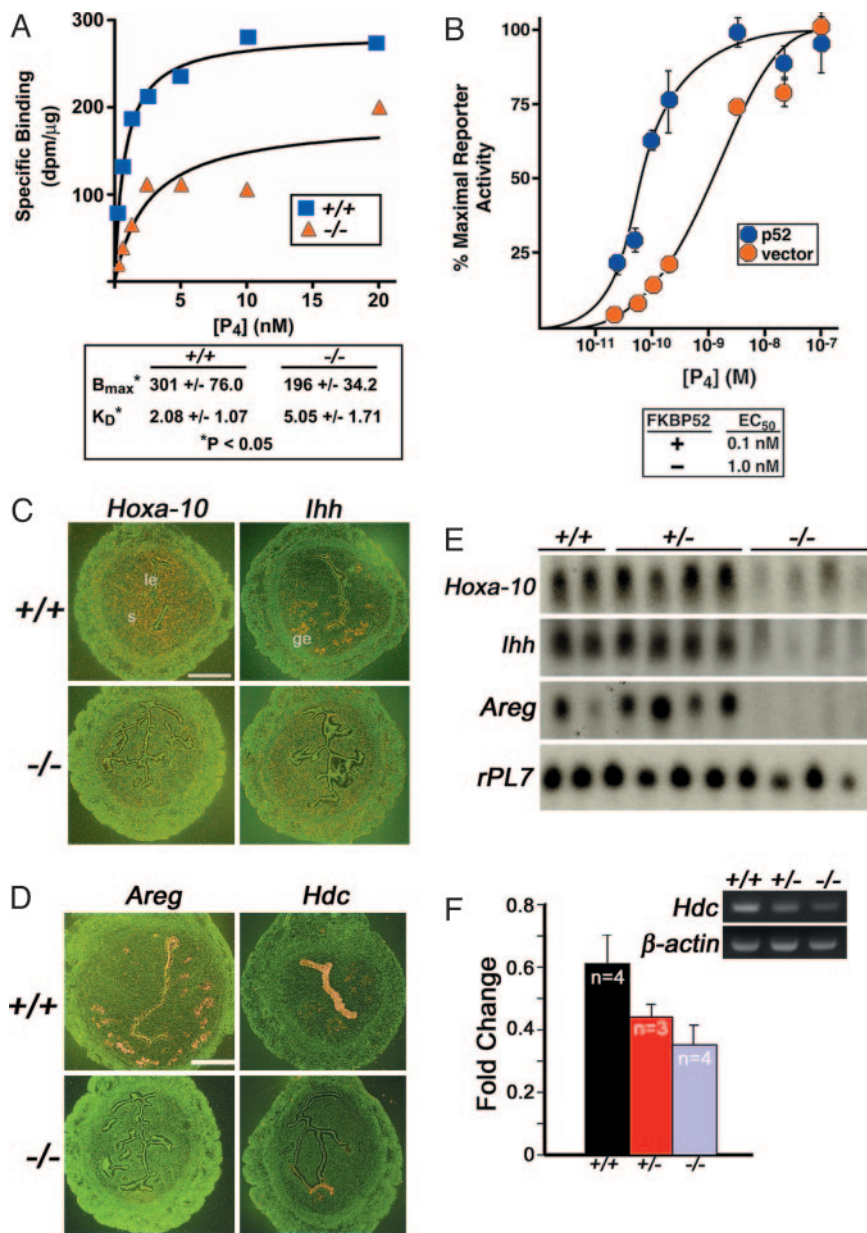 A
Specific Binding
(dpm/µg)
300
200
100
5
10
15
20
[P4] (nM)
+/+
-/-
+/+ -/-
Bmax* 301 +/- 76.0 196 +/- 34.2
KD* 2.08 +/- 1.07 5.05 +/- 1.71
*P < 0.05
B
% Maximal Reporter
Activity
100
75
50
25
p52
vector
10-11 10-10 10-9 10-8 10-7
[P4] (M)
FKBP52 EC50
+ 0.1 nM
− 1.0 nM
C
Hoxa-10 Ihh
+/+
le
s
ge
-/-
D
Areg Hdc
+/+
-/-
E
+/+ +/- -/-
Hoxa-10
Ihh
Areg
rPL7
F
+/+ +/- -/-
Hdc
β-actin
Fold Change
0.8
0.6
0.4
0.2
0
n=4
n=3
n=4
+/+ +/- -/-